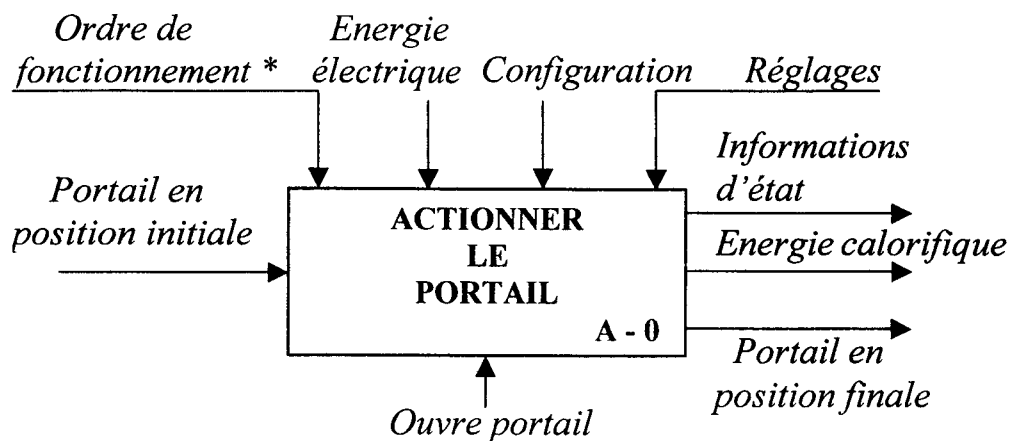 Ordre de
fonctionnement *
Energie
électrique
Configuration
Réglages
Portail en
position initiale
ACTIONNER
LE
PORTAIL
A - 0
Informations
d'état
Energie calorifique
Portail en
position finale
Ouvre portail